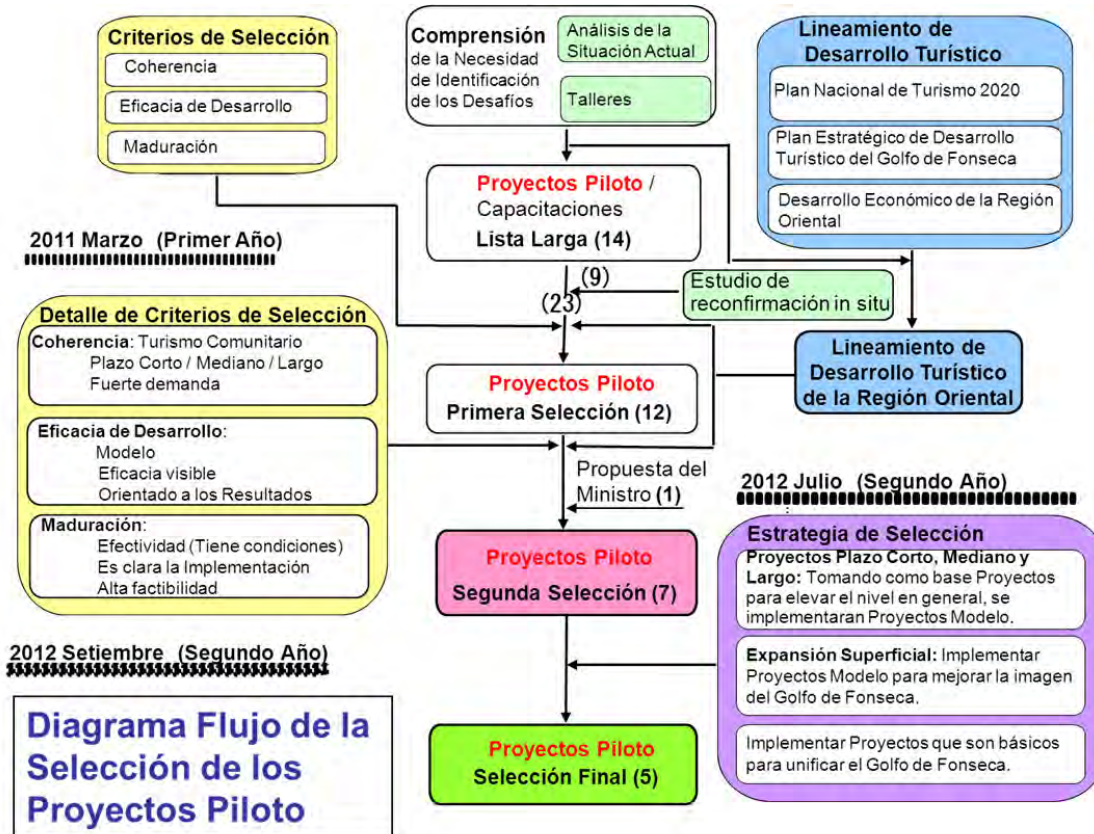 Criterios de Selección
Coherencia
Eficacia de Desarrollo
Maduración
Comprensión
de la Necesidad
de Identificación
de los Desafíos
Análisis de la
Situación Actual
Talleres
Lineamiento de
Desarrollo Turístico
Plan Nacional de Turismo 2020
Plan Estratégico de Desarrollo
Turístico del Golfo de Fonseca
Desarrollo Económico de la Región
Oriental
Proyectos Piloto /
Capacitaciones
Lista Larga (14)
2011 Marzo (Primer Año)
(9)
(23)
Estudio de
reconfirmación in situ
Detalle de Criterios de Selección
Coherencia: Turismo Comunitario
Plazo Corto / Mediano / Largo
Fuerte demanda
Eficacia de Desarrollo:
Modelo
Eficacia visible
Orientado a los Resultados
Maduración:
Efectividad (Tiene condiciones)
Es clara la Implementación
Alta factibilidad
Proyectos Piloto
Primera Selección (12)
Lineamiento de
Desarrollo Turístico
de la Región Oriental
Propuesta del
Ministro (1)
2012 Julio (Segundo Año)
Proyectos Piloto
Segunda Selección (7)
Estrategia de Selección
Proyectos Plazo Corto, Mediano y
Largo: Tomando como base Proyectos
para elevar el nivel en general, se
implementaran Proyectos Modelo.
Expansión Superficial: Implementar
Proyectos Modelo para mejorar la imagen
del Golfo de Fonseca.
Implementar Proyectos que son básicos
para unificar el Golfo de Fonseca.
2012 Setiembre (Segundo Año)
Diagrama Flujo de la
Selección de los
Proyectos Piloto
Proyectos Piloto
Selección Final (5)